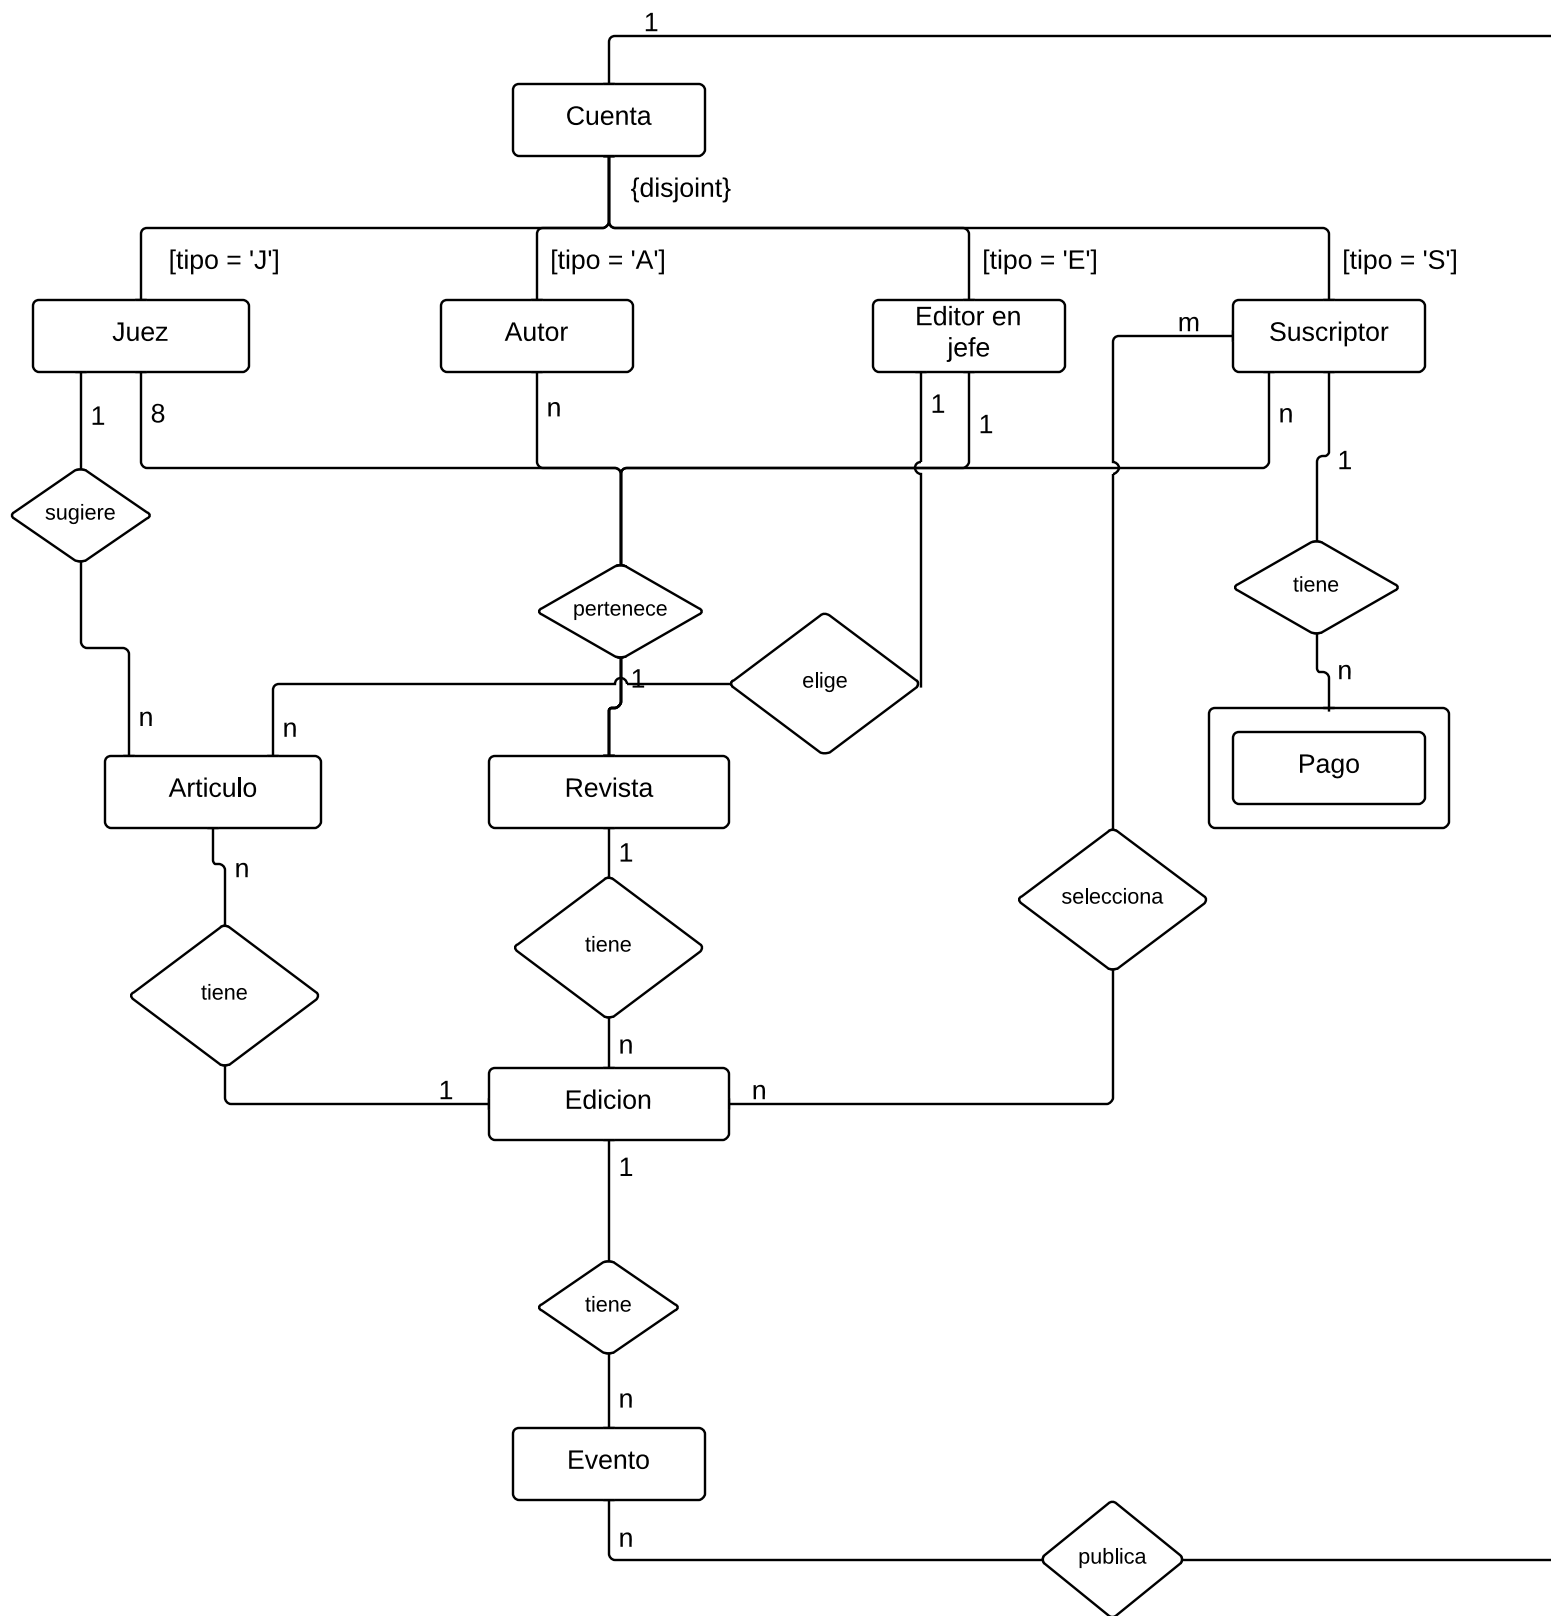 1
Cuenta
{disjoint}
[tipo = 'J']
[tipo = 'A']
[tipo = 'E']
[tipo = 'S']
Juez
Autor
Editor en
jefe
m
Suscriptor
1
8
n
1
1
n
1
sugiere
pertenece
tiene
1
elige
n
n
n
Articulo
Revista
Pago
n
1
selecciona
tiene
tiene
n
1
Edicion
n
1
tiene
n
Evento
n
publica